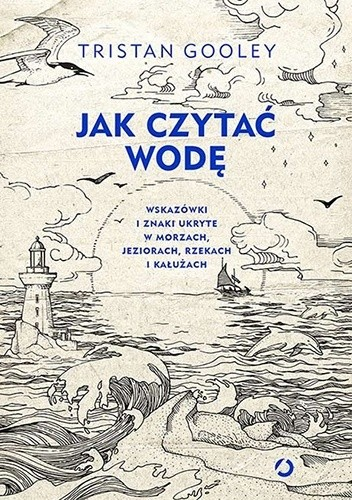 TRISTAN GOOLEY
JAK CZYTAĆ
WODĘ
WSKAZÓWKI
I ZNAKI UKRYTE
W MORZACH,
JEZIORACH, RZEKACH
I KAŁUŻACH